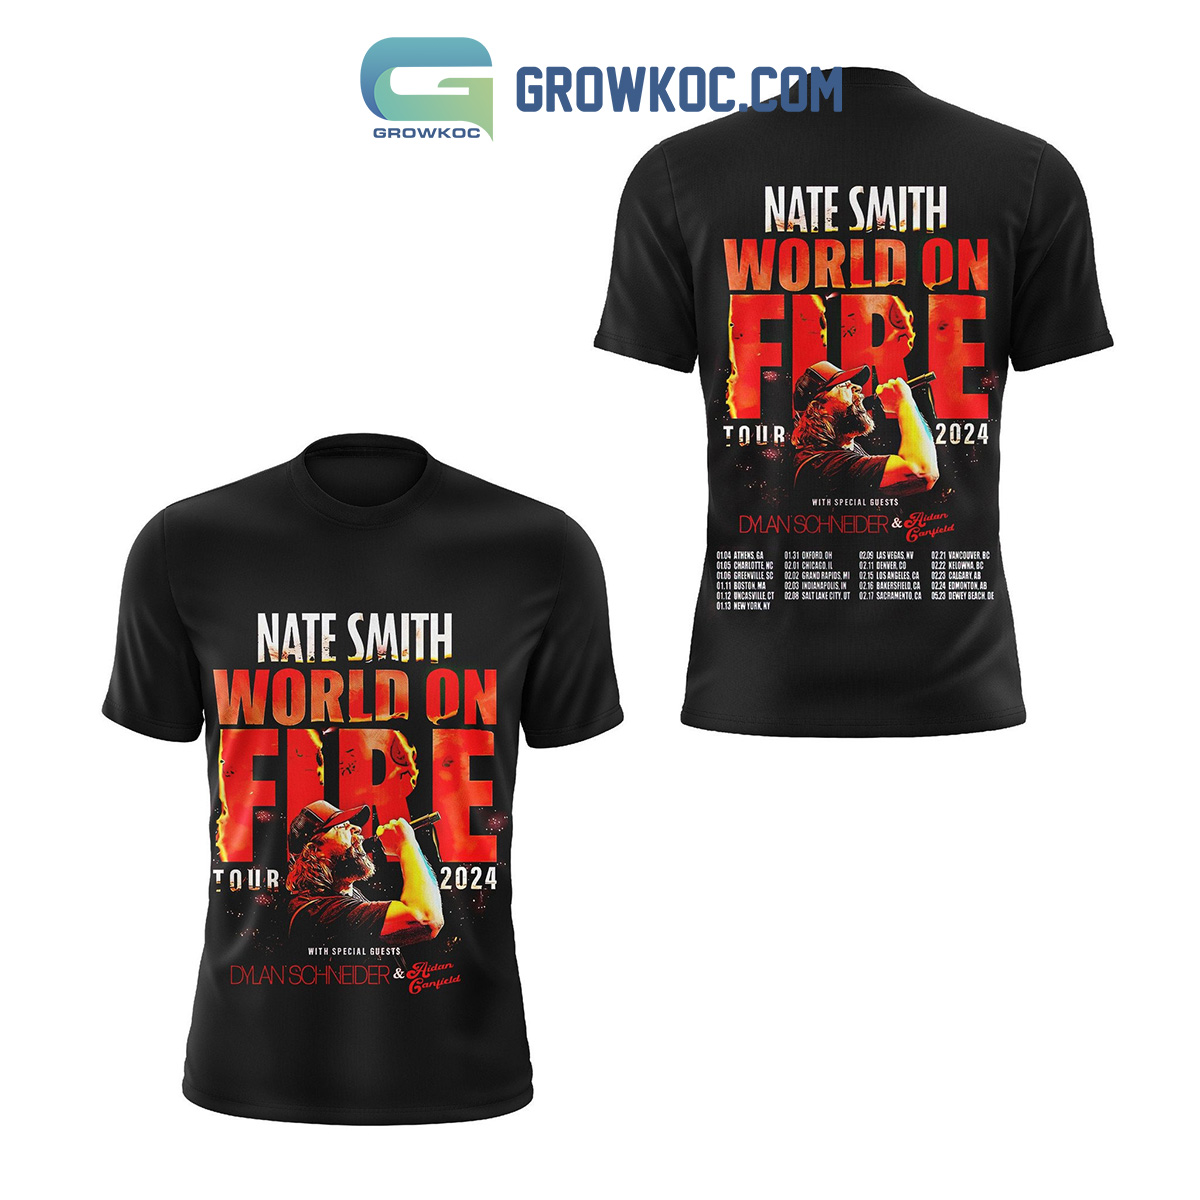 GROWKOC
GROWKOC.COM
NATE SMITH
WORLD ON
FIRE
TOUR 2024
WITH SPECIAL GUESTS
DYLAN SCHNEIDER & Aidan Canfield
01.04 ATHENS, GA
01.05 CHARLOTTE, NC
01.06 GREENVILLE, SC
01.11 BOSTON, MA
01.12 UNCASVILLE, CT
01.13 NEW YORK, NY
01.31 OXFORD, OH
02.01 CHICAGO, IL
02.02 GRAND RAPIDS, MI
02.03 INDIANAPOLIS, IN
02.08 SALT LAKE CITY, UT
02.09 LAS VEGAS, NV
02.11 DENVER, CO
02.15 LOS ANGELES, CA
02.16 BAKERSFIELD, CA
02.17 SACRAMENTO, CA
02.21 VANCOUVER, BC
02.22 KELOWNA, BC
02.23 CALGARY, AB
02.24 EDMONTON, AB
05.23 DEWEY BEACH, DE
NATE SMITH
WORLD ON
FIRE
TOUR 2024
WITH SPECIAL GUESTS
DYLAN SCHNEIDER & Aidan Canfield